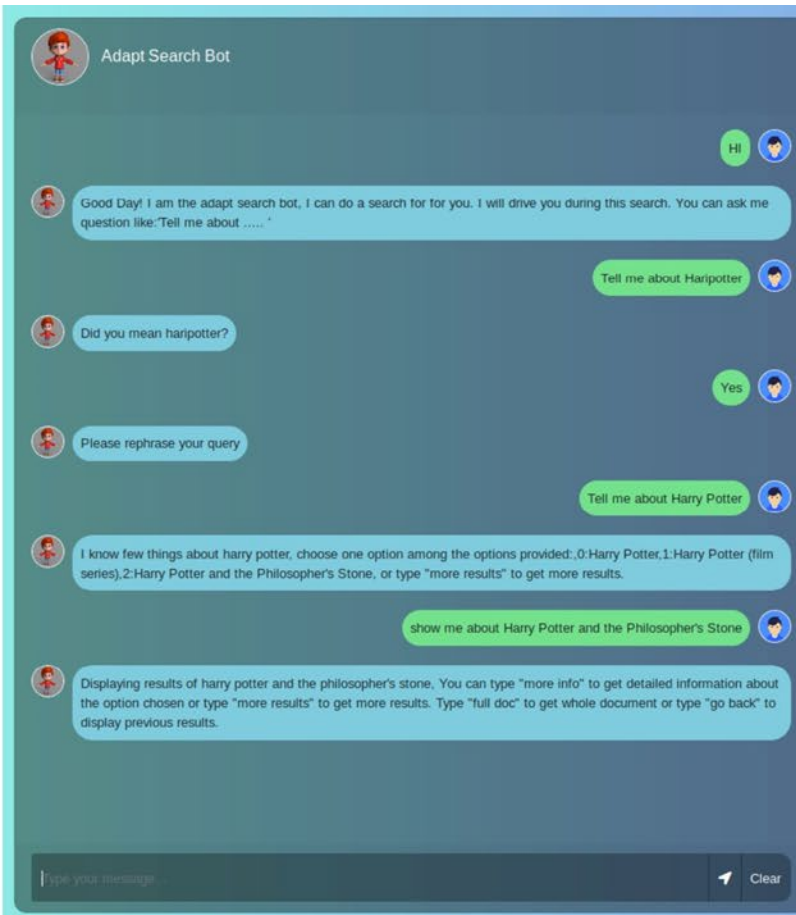 Adapt Search Bot
HI
Good Day! I am the adapt search bot, I can do a search for for you. I will drive you during this search. You can ask me
question like:'Tell me about ..... '
Tell me about Haripotter
Did you mean haripotter?
Yes
Please rephrase your query
Tell me about Harry Potter
I know few things about harry potter, choose one option among the options provided:,0:Harry Potter,1:Harry Potter (film
series),2:Harry Potter and the Philosopher's Stone, or type "more results" to get more results.
show me about Harry Potter and the Philosopher's Stone
Displaying results of harry potter and the philosopher's stone, You can type "more info" to get detailed information about
the option chosen or type "more results" to get more results. Type "full doc" to get whole document or type "go back" to
display previous results.
Type your message...
Clear